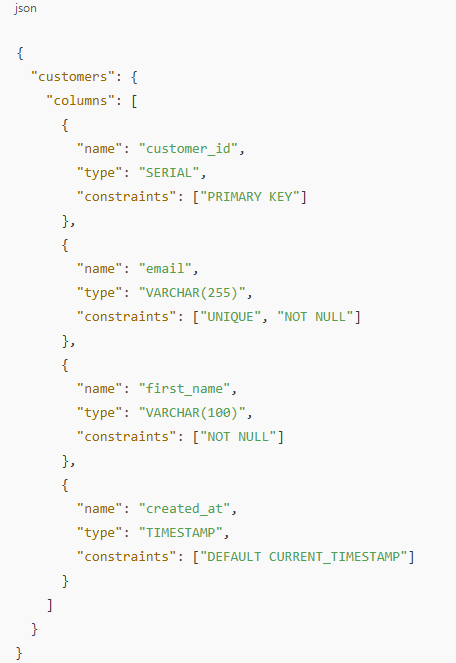 json
{
  "customers": {
    "columns": [
      {
        "name": "customer_id",
        "type": "SERIAL",
        "constraints": ["PRIMARY KEY"]
      },
      {
        "name": "email",
        "type": "VARCHAR(255)",
        "constraints": ["UNIQUE", "NOT NULL"]
      },
      {
        "name": "first_name",
        "type": "VARCHAR(100)",
        "constraints": ["NOT NULL"]
      },
      {
        "name": "created_at",
        "type": "TIMESTAMP",
        "constraints": ["DEFAULT CURRENT_TIMESTAMP"]
      }
    ]
  }
}